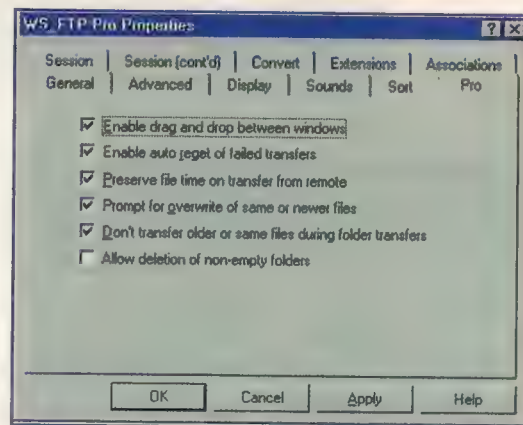 WS_FTP Pro Properties
Session Session (cont'd) Convert Extensions Associations
General Advanced Display Sounds Sort Pro
Enable drag and drop between windows
Enable auto reget of failed transfers
Preserve file time on transfer from remote
Prompt for overwrite of same or newer files
Don't transfer older or same files during folder transfers
Allow deletion of non-empty folders
OK Cancel Apply Help